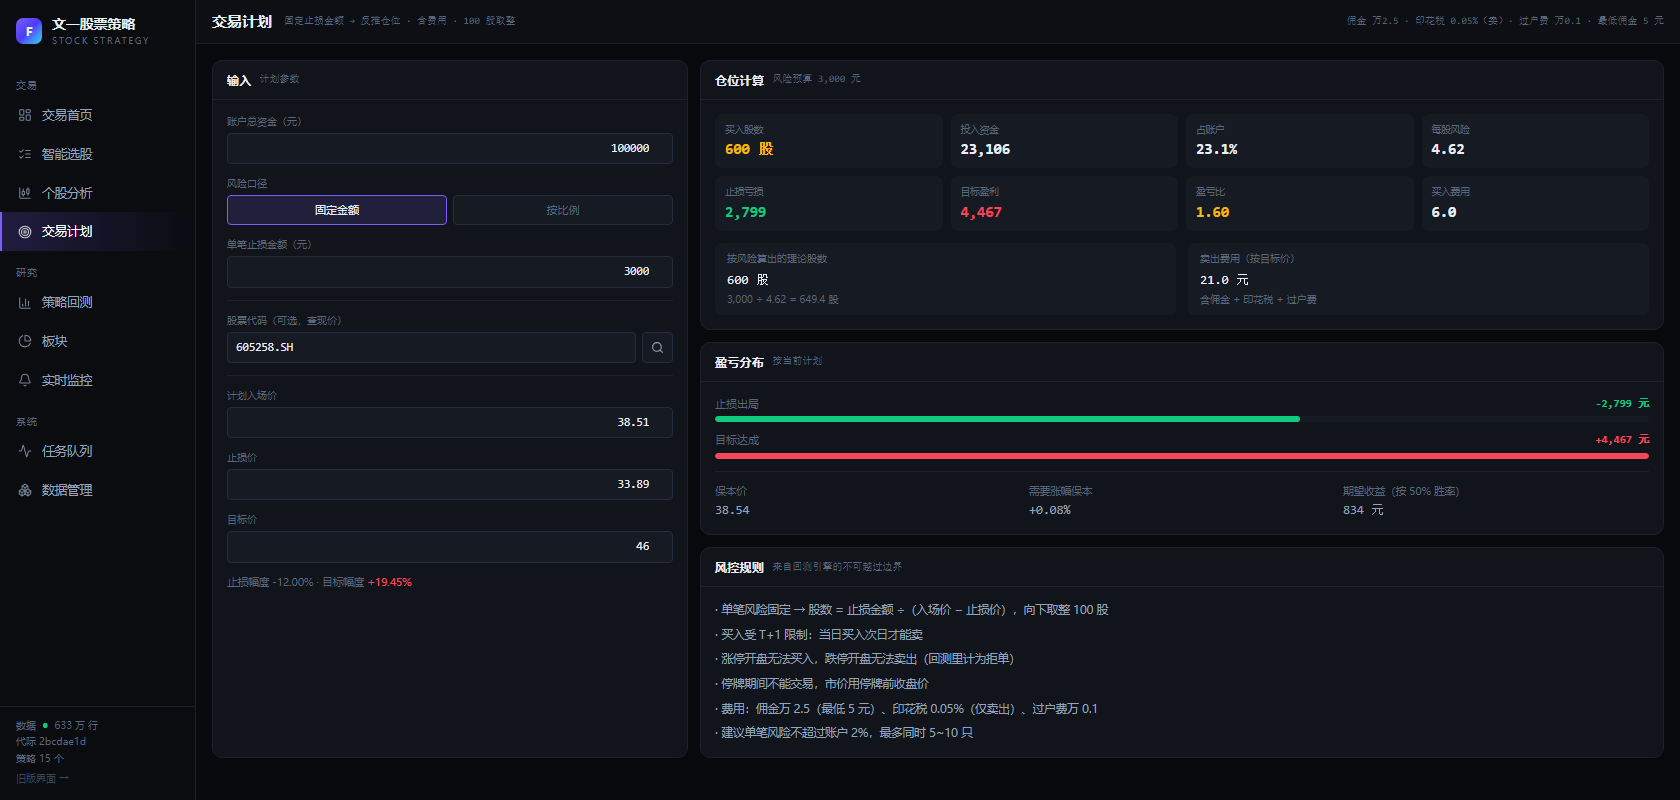 F
文一股票策略
STOCK STRATEGY
交易
交易首页
智能选股
个股分析
交易计划
研究
策略回测
板块
实时监控
系统
任务队列
数据管理
数据 ● 633 万 行
代际 2bcdae1d
策略 15 个
旧版界面 →
交易计划 固定止损金额 → 反推仓位 · 含费用 · 100 股取整
佣金 万2.5 · 印花税 0.05%（卖）· 过户费 万0.1 · 最低佣金 5 元
输入 计划参数
账户总资金（元）
100000
风险口径
固定金额 按比例
单笔止损金额（元）
3000
股票代码（可选，查现价）
605258.SH
计划入场价
38.51
止损价
33.89
目标价
46
止损幅度 -12.00% · 目标幅度 +19.45%
仓位计算 风险预算 3,000 元
买入股数
600 股
投入资金
23,106
占账户
23.1%
每股风险
4.62
止损亏损
2,799
目标盈利
4,467
盈亏比
1.60
买入费用
6.0
按风险算出的理论股数
600 股
3,000 ÷ 4.62 = 649.4 股
卖出费用（按目标价）
21.0 元
含佣金 + 印花税 + 过户费
盈亏分布 按当前计划
止损出局 -2,799 元
目标达成 +4,467 元
保本价
38.54
需要涨幅保本
+0.08%
期望收益（按 50% 胜率）
834 元
风控规则 来自回测引擎的不可越过边界
· 单笔风险固定 → 股数 = 止损金额 ÷（入场价 − 止损价），向下取整 100 股
· 买入受 T+1 限制：当日买入次日才能卖
· 涨停开盘无法买入，跌停开盘无法卖出（回测里计为拒单）
· 停牌期间不能交易，市价用停牌前收盘价
· 费用：佣金万 2.5（最低 5 元）、印花税 0.05%（仅卖出）、过户费万 0.1
· 建议单笔风险不超过账户 2%，最多同时 5~10 只